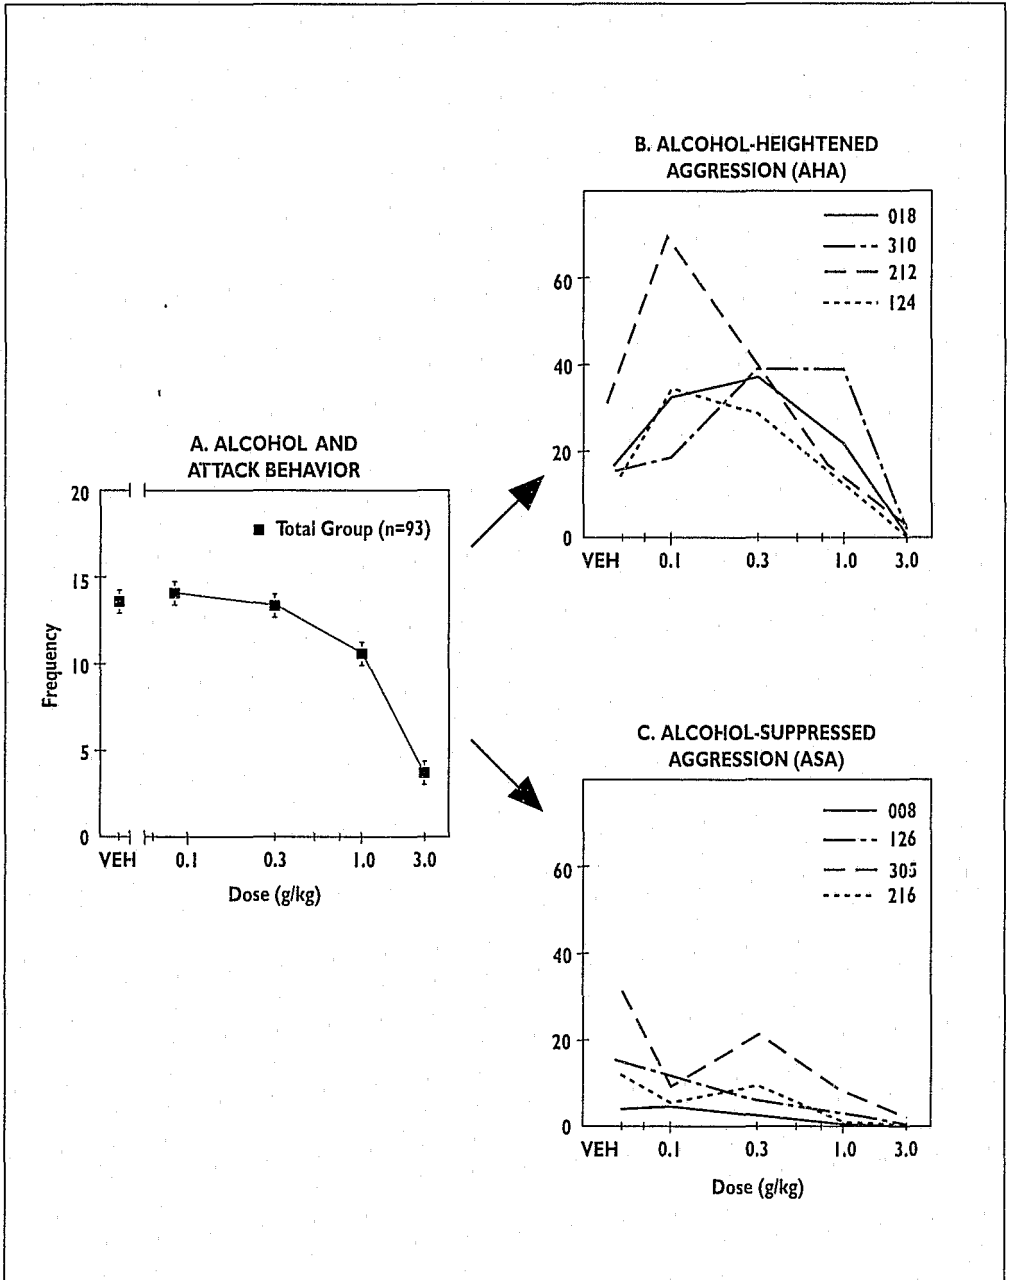 B. ALCOHOL-HEIGHTENED
AGGRESSION (AHA)
018
310
212
124
60
40
20
0
VEH 0.1 0.3 1.0 3.0
A. ALCOHOL AND
ATTACK BEHAVIOR
Total Group (n=93)
20
15
10
5
0
Frequency
VEH 0.1 0.3 1.0 3.0
Dose (g/kg)
C. ALCOHOL-SUPPRESSED
AGGRESSION (ASA)
008
126
305
216
60
40
20
0
VEH 0.1 0.3 1.0 3.0
Dose (g/kg)